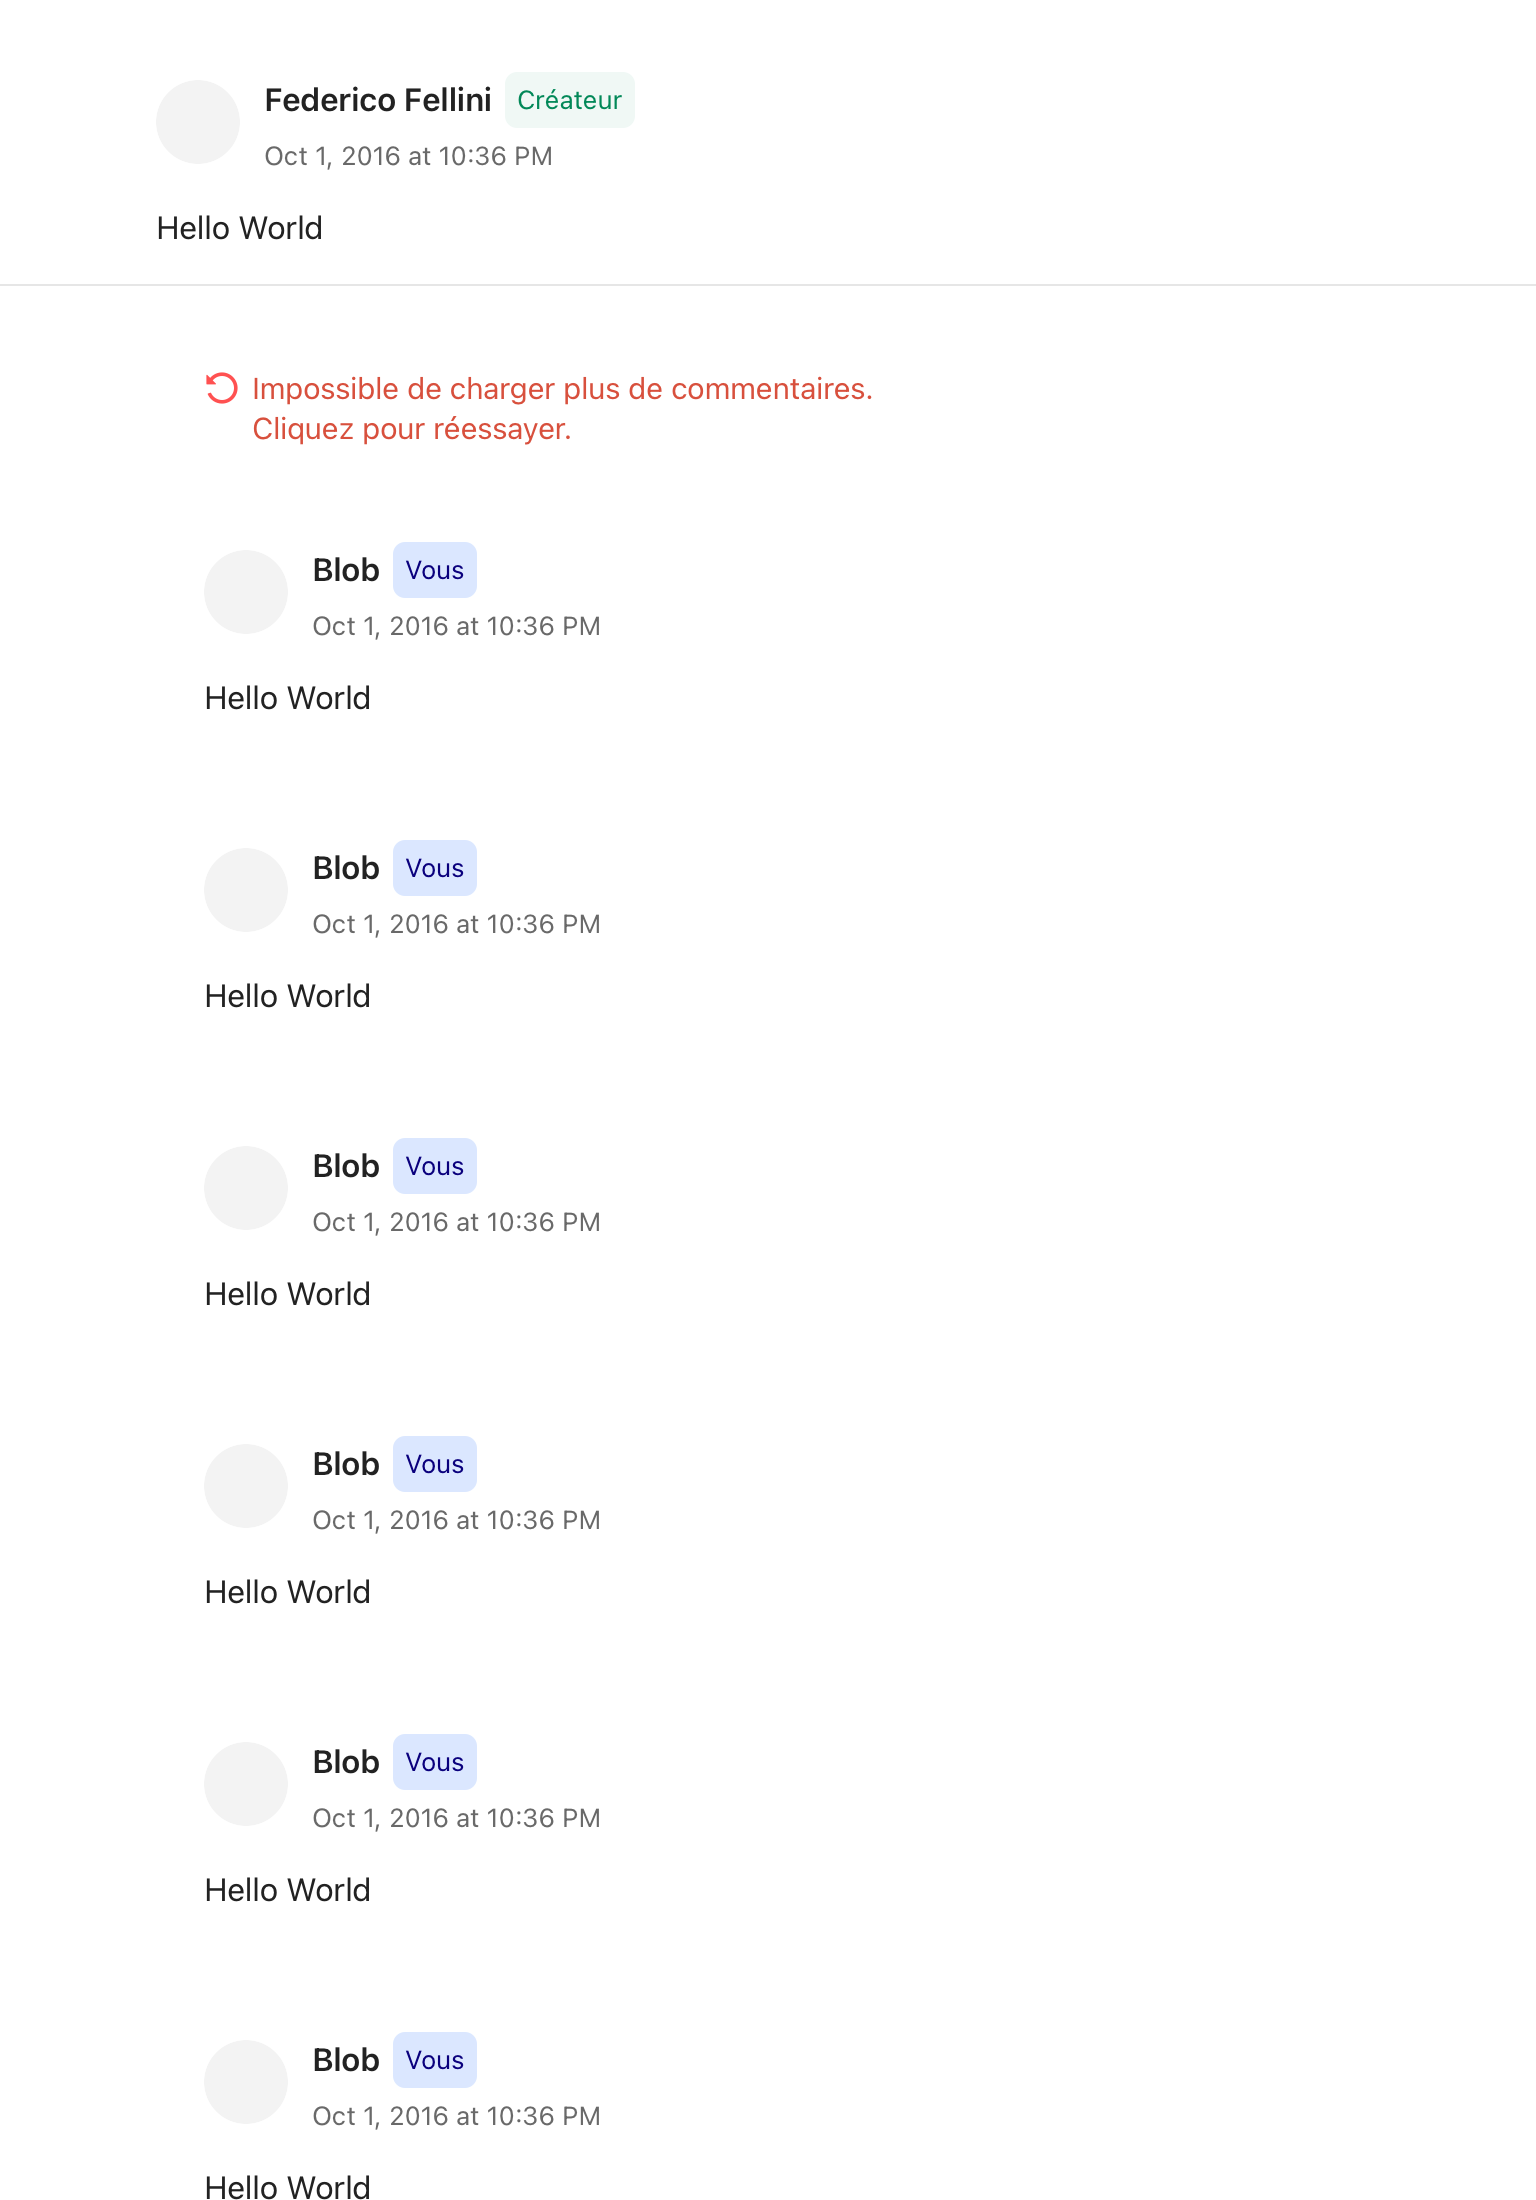 Federico Fellini Créateur
Oct 1, 2016 at 10:36 PM
Hello World
Impossible de charger plus de commentaires.
Cliquez pour réessayer.
Blob Vous
Oct 1, 2016 at 10:36 PM
Hello World
Blob Vous
Oct 1, 2016 at 10:36 PM
Hello World
Blob Vous
Oct 1, 2016 at 10:36 PM
Hello World
Blob Vous
Oct 1, 2016 at 10:36 PM
Hello World
Blob Vous
Oct 1, 2016 at 10:36 PM
Hello World
Blob Vous
Oct 1, 2016 at 10:36 PM
Hello World